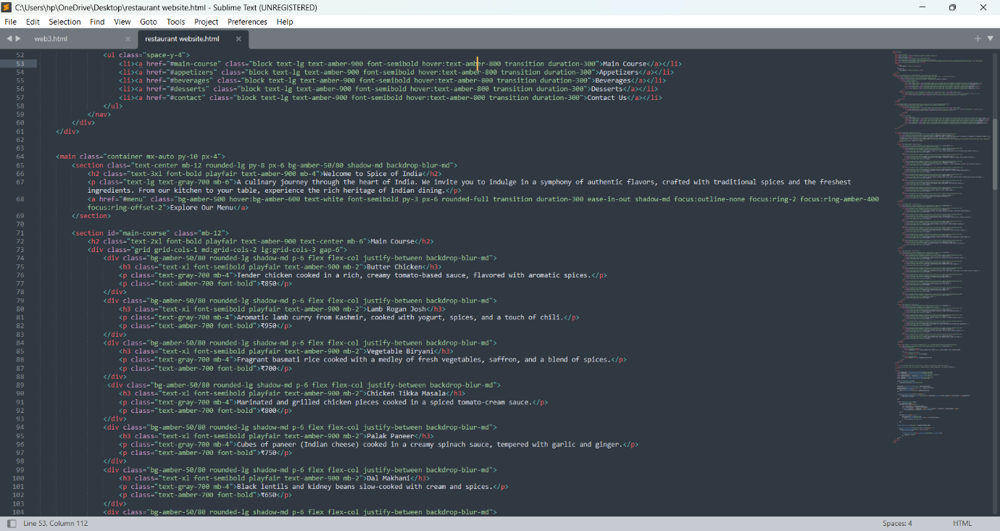 C:\Users\hp\OneDrive\Desktop\restaurant website.html - Sublime Text (UNREGISTERED)
File Edit Selection Find View Goto Tools Project Preferences Help
web3.html restaurant website.html
52 <ul class="space-y-4">
53 <li><a href="#main-course" class="block text-lg text-amber-900 font-semibold hover:text-amber-800 transition duration-300">Main Course</a></li>
54 <li><a href="#appetizers" class="block text-lg text-amber-900 font-semibold hover:text-amber-800 transition duration-300">Appetizers</a></li>
55 <li><a href="#beverages" class="block text-lg text-amber-900 font-semibold hover:text-amber-800 transition duration-300">Beverages</a></li>
56 <li><a href="#desserts" class="block text-lg text-amber-900 font-semibold hover:text-amber-800 transition duration-300">Desserts</a></li>
57 <li><a href="#contact" class="block text-lg text-amber-900 font-semibold hover:text-amber-800 transition duration-300">Contact Us</a></li>
58 </ul>
59 </nav>
60 </div>
61 </div>
62
63
64 <main class="container mx-auto py-10 px-4">
65 <section class="text-center mb-12 rounded-lg py-8 px-6 bg-amber-50/80 shadow-md backdrop-blur-md">
66 <h2 class="text-3xl font-bold playfair text-amber-900 mb-4">Welcome to Spice of India</h2>
67 <p class="text-lg text-gray-700 mb-6">A culinary journey through the heart of India. We invite you to indulge in a symphony of authentic flavors, crafted with traditional spices and the freshest
ingredients. From our kitchen to your table, experience the rich heritage of Indian dining.</p>
68 <a href="#menu" class="bg-amber-500 hover:bg-amber-600 text-white font-semibold py-3 px-6 rounded-full transition duration-300 ease-in-out shadow-md focus:outline-none focus:ring-2 focus:ring-amber-400
focus:ring-offset-2">Explore Our Menu</a>
69 </section>
70
71 <section id="main-course" class="mb-12">
72 <h2 class="text-2xl font-bold playfair text-amber-900 text-center mb-6">Main Course</h2>
73 <div class="grid grid-cols-1 md:grid-cols-2 lg:grid-cols-3 gap-6">
74 <div class="bg-amber-50/80 rounded-lg shadow-md p-6 flex flex-col justify-between backdrop-blur-md">
75 <h3 class="text-xl font-semibold playfair text-amber-900 mb-2">Butter Chicken</h3>
76 <p class="text-gray-700 mb-4">Tender chicken cooked in a rich, creamy tomato-based sauce, flavored with aromatic spices.</p>
77 <p class="text-amber-700 font-bold">₹850</p>
78 </div>
79 <div class="bg-amber-50/80 rounded-lg shadow-md p-6 flex flex-col justify-between backdrop-blur-md">
80 <h3 class="text-xl font-semibold playfair text-amber-900 mb-2">Lamb Rogan Josh</h3>
81 <p class="text-gray-700 mb-4">Aromatic lamb curry from Kashmir, cooked with yogurt, spices, and a touch of chili.</p>
82 <p class="text-amber-700 font-bold">₹950</p>
83 </div>
84 <div class="bg-amber-50/80 rounded-lg shadow-md p-6 flex flex-col justify-between backdrop-blur-md">
85 <h3 class="text-xl font-semibold playfair text-amber-900 mb-2">Vegetable Biryani</h3>
86 <p class="text-gray-700 mb-4">Fragrant basmati rice cooked with a medley of fresh vegetables, saffron, and a blend of spices.</p>
87 <p class="text-amber-700 font-bold">₹700</p>
88 </div>
89 <div class="bg-amber-50/80 rounded-lg shadow-md p-6 flex flex-col justify-between backdrop-blur-md">
90 <h3 class="text-xl font-semibold playfair text-amber-900 mb-2">Chicken Tikka Masala</h3>
91 <p class="text-gray-700 mb-4">Marinated and grilled chicken pieces cooked in a spiced tomato-cream sauce.</p>
92 <p class="text-amber-700 font-bold">₹800</p>
93 </div>
94 <div class="bg-amber-50/80 rounded-lg shadow-md p-6 flex flex-col justify-between backdrop-blur-md">
95 <h3 class="text-xl font-semibold playfair text-amber-900 mb-2">Palak Paneer</h3>
96 <p class="text-gray-700 mb-4">Cubes of paneer (Indian cheese) cooked in a creamy spinach sauce, tempered with garlic and ginger.</p>
97 <p class="text-amber-700 font-bold">₹750</p>
98 </div>
99 <div class="bg-amber-50/80 rounded-lg shadow-md p-6 flex flex-col justify-between backdrop-blur-md">
100 <h3 class="text-xl font-semibold playfair text-amber-900 mb-2">Dal Makhani</h3>
101 <p class="text-gray-700 mb-4">Black lentils and kidney beans slow-cooked with cream and spices.</p>
102 <p class="text-amber-700 font-bold">₹650</p>
103 </div>
104 <div class="bg-amber-50/80 rounded-lg shadow-md p-6 flex flex-col justify-between backdrop-blur-md">
Line 53, Column 112 Spaces: 4 HTML